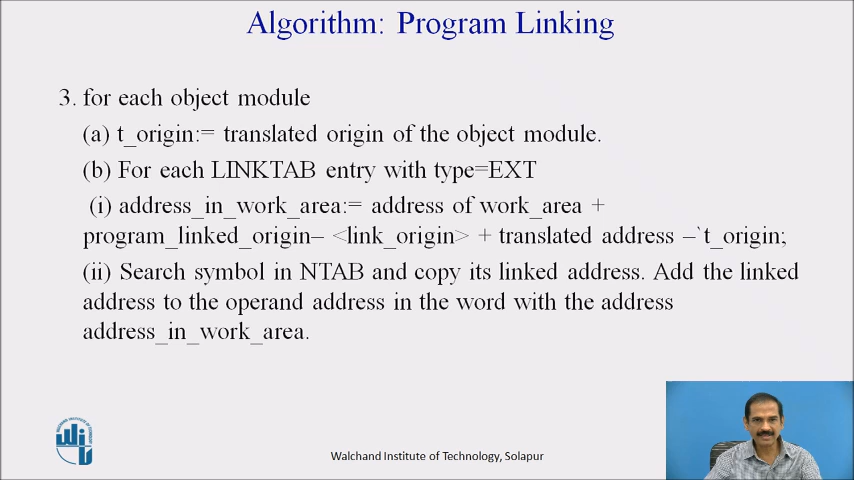 Algorithm: Program Linking
3. for each object module
(a) t_origin:= translated origin of the object module.
(b) For each LINKTAB entry with type=EXT
(i) address_in_work_area:= address of work_area +
program_linked_origin– <link_origin> + translated address –`t_origin;
(ii) Search symbol in NTAB and copy its linked address. Add the linked
address to the operand address in the word with the address
address_in_work_area.
Walchand Institute of Technology, Solapur